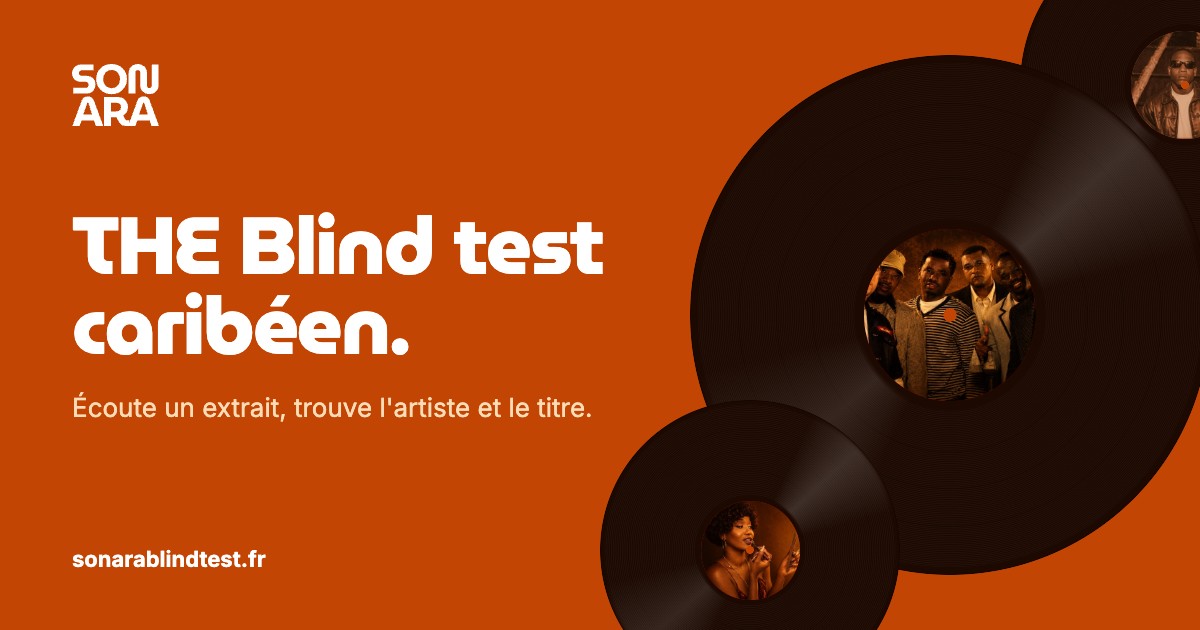 SON
ARA
THE Blind test
caribéen.
Écoute un extrait, trouve l'artiste et le titre.
sonarablindtest.fr